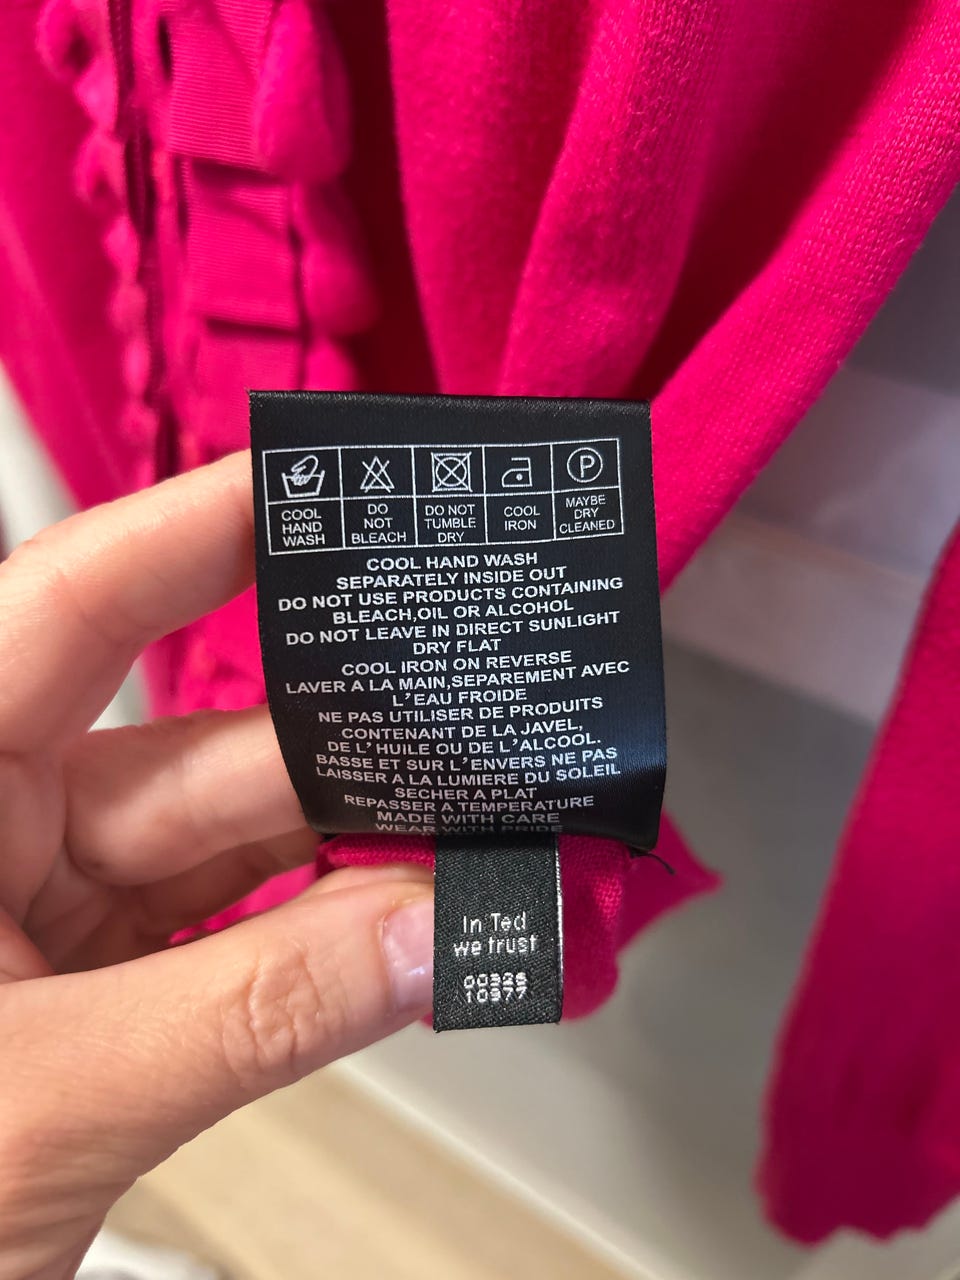 P
COOL HAND WASH
DO NOT BLEACH
DO NOT TUMBLE DRY
COOL IRON
MAYBE DRY CLEANED
COOL HAND WASH
SEPARATELY INSIDE OUT
DO NOT USE PRODUCTS CONTAINING
BLEACH,OIL OR ALCOHOL
DO NOT LEAVE IN DIRECT SUNLIGHT
DRY FLAT
COOL IRON ON REVERSE
LAVER A LA MAIN,SEPAREMENT AVEC
L'EAU FROIDE
NE PAS UTILISER DE PRODUITS
CONTENANT DE LA JAVEL,
DE L'HUILE OU DE L'ALCOOL.
BASSE ET SUR L'ENVERS NE PAS
LAISSER A LA LUMIERE DU SOLEIL
SECHER A PLAT
REPASSER A TEMPERATURE
MADE WITH CARE
WEAR WITH PRIDE
In Ted
we trust
10977